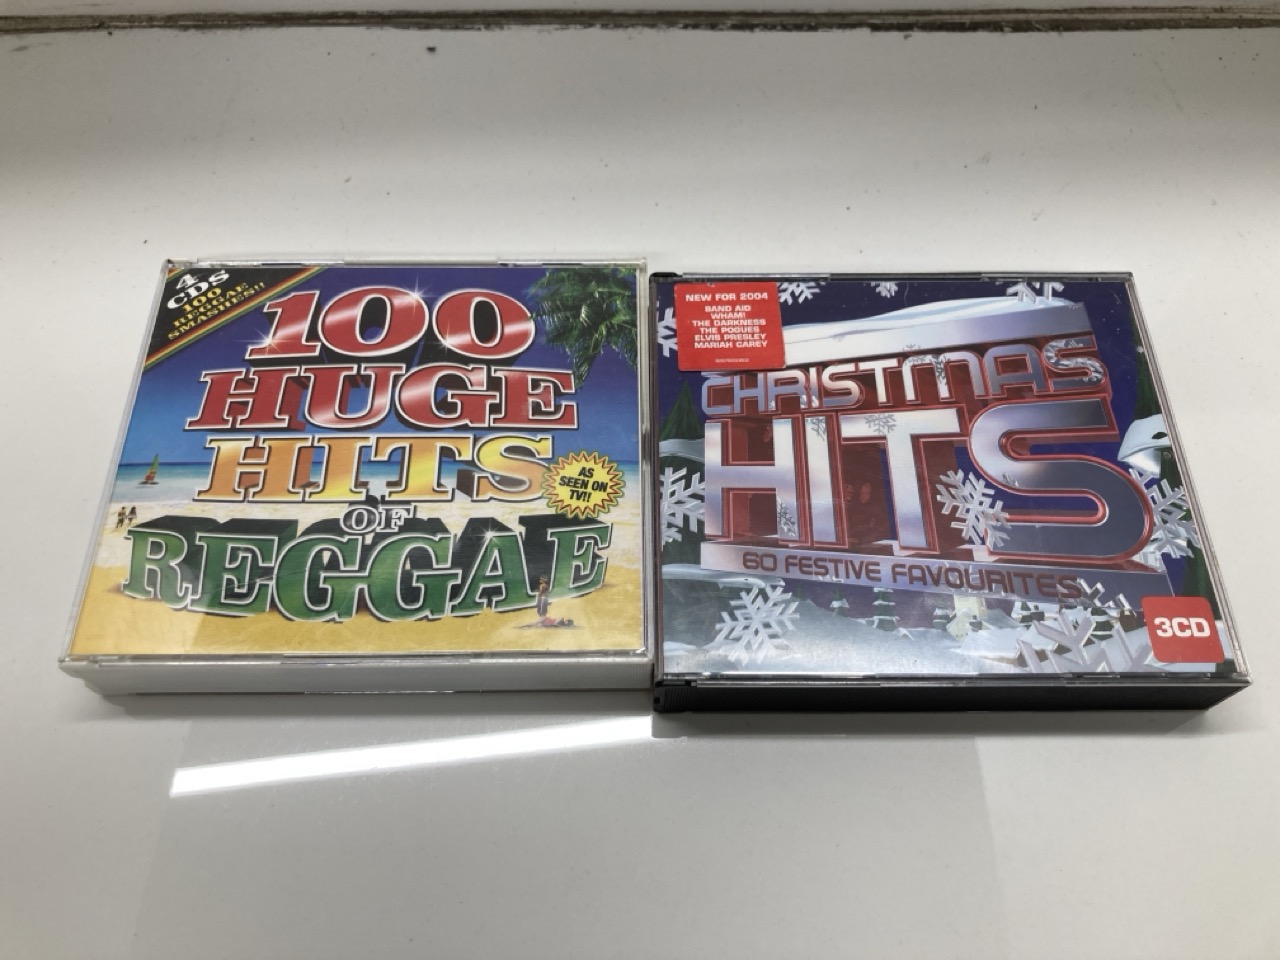 4
CDS
100
REGGAE
SMASHES!!
100
HUGE
HITS
OF
REGGAE
AS
SEEN ON
TV!!
NEW FOR 2004
BAND AID
WHAM!
THE DARKNESS
THE POGUES
ELVIS PRESLEY
MARIAH CAREY
CHRISTMAS
HITS
60 FESTIVE FAVOURITES
3CD